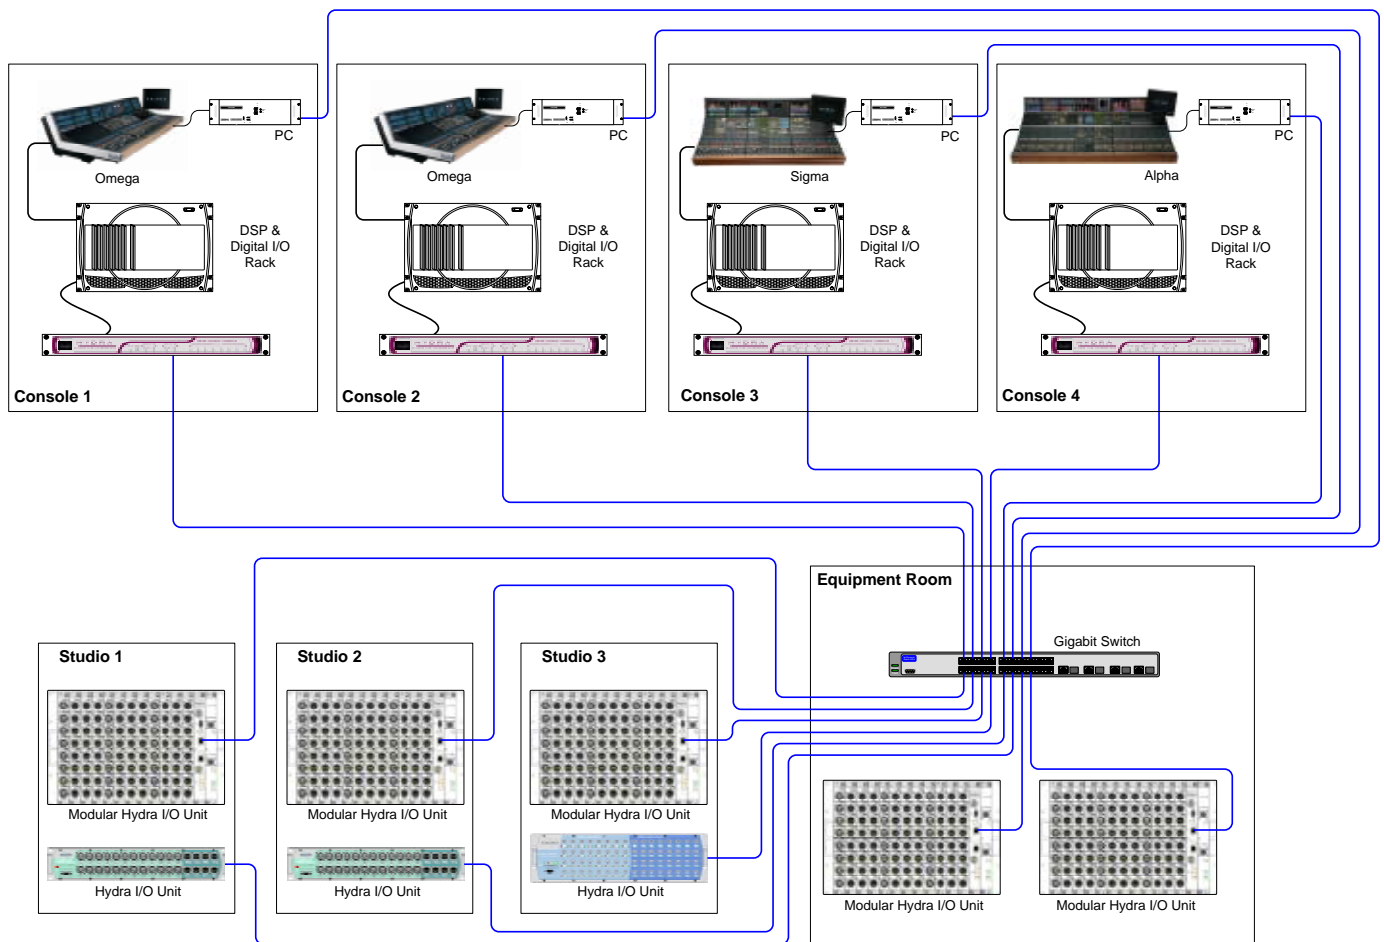 PC
PC
PC
PC
Omega
Omega
Sigma
Alpha
DSP &
Digital I/O
Rack
DSP &
Digital I/O
Rack
DSP &
Digital I/O
Rack
DSP &
Digital I/O
Rack
Console 1
Console 2
Console 3
Console 4
Equipment Room
Gigabit Switch
Studio 1
Studio 2
Studio 3
Modular Hydra I/O Unit
Modular Hydra I/O Unit
Modular Hydra I/O Unit
Hydra I/O Unit
Hydra I/O Unit
Hydra I/O Unit
Modular Hydra I/O Unit
Modular Hydra I/O Unit